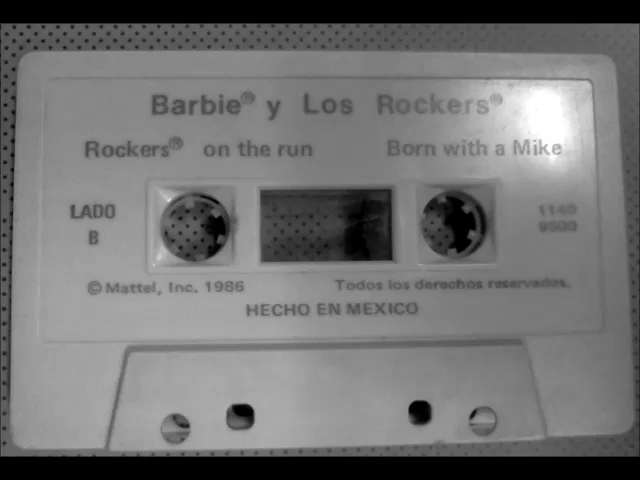 Barbie® y Los Rockers®
Rockers® on the run Born with a Mike
LADO
B
1140
9500
© Mattel, Inc. 1986 Todos los derechos reservados.
HECHO EN MEXICO